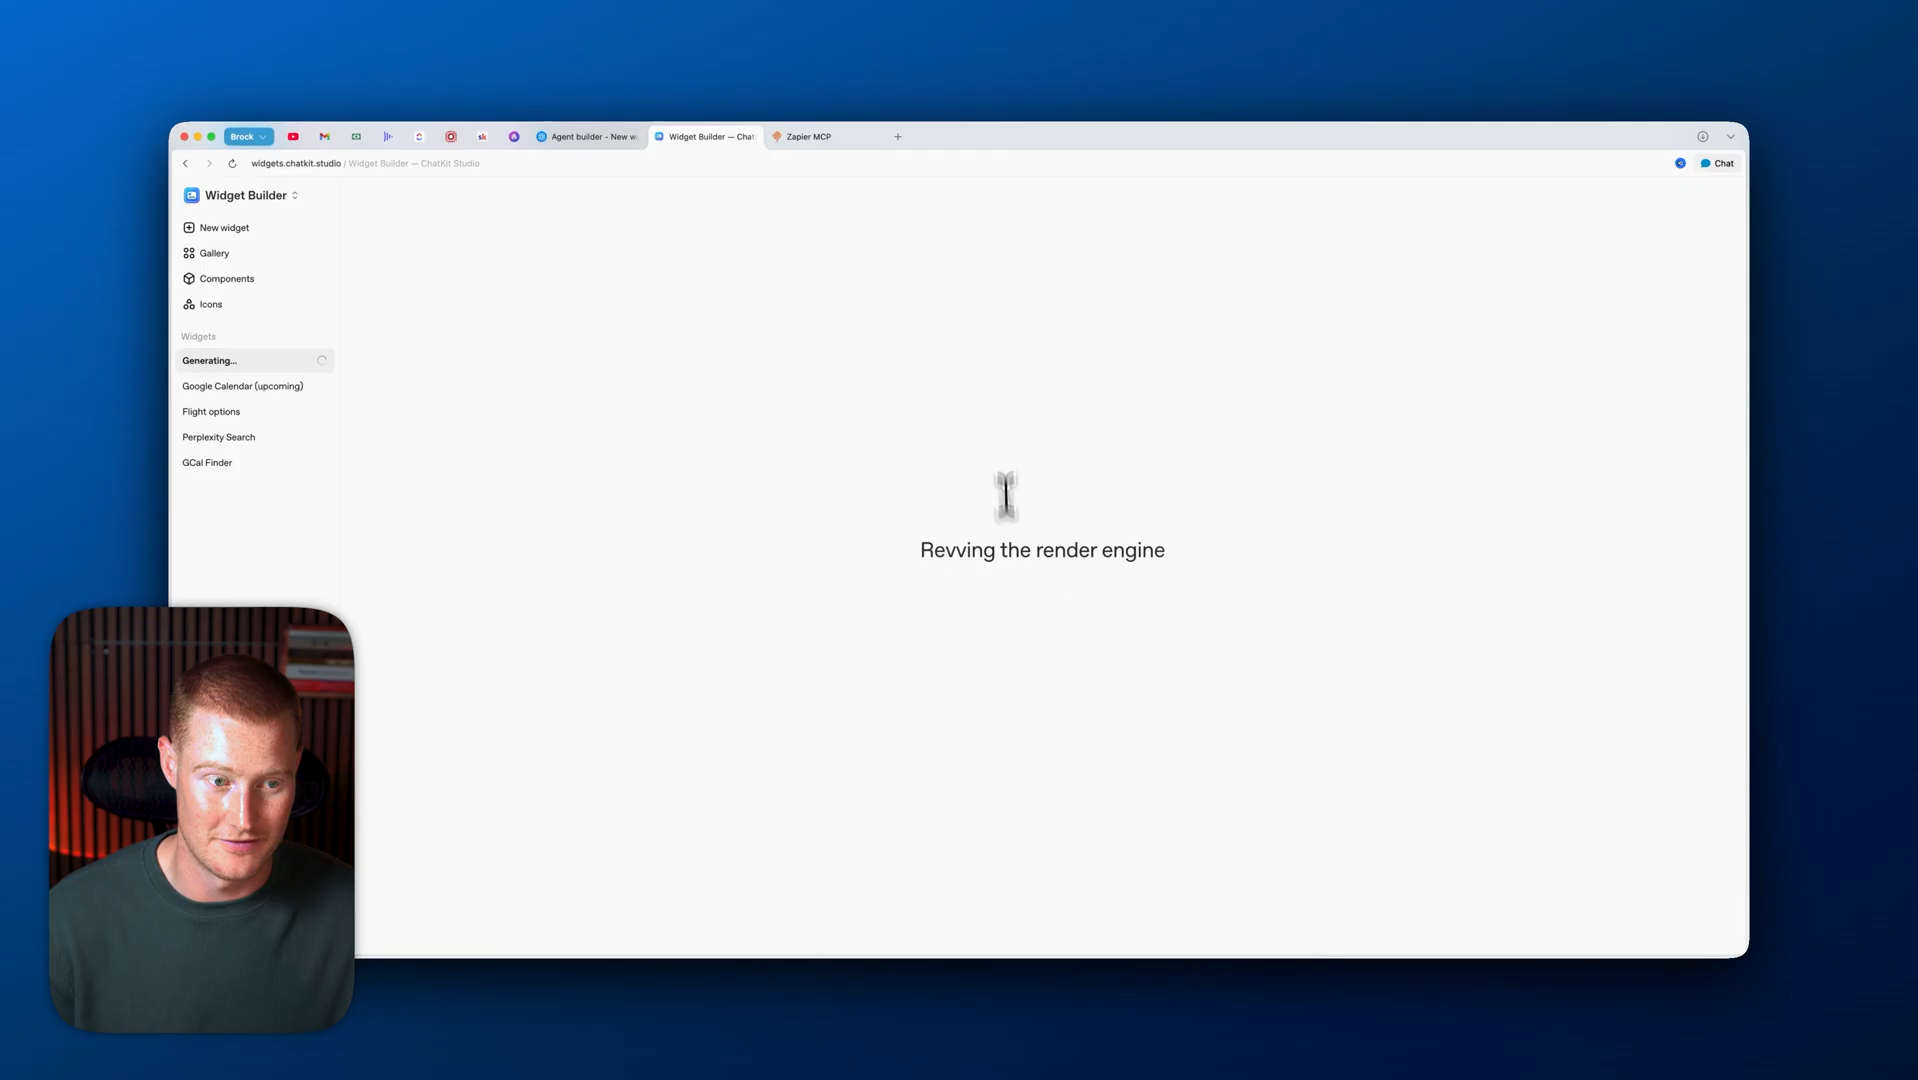 Brock
sk
Agent builder - New w
Widget Builder — Chat
Zapier MCP
widgets.chatkit.studio / Widget Builder — ChatKit Studio
Chat
Widget Builder
New widget
Gallery
Components
Icons
Widgets
Generating...
Google Calendar (upcoming)
Flight options
Perplexity Search
GCal Finder
Revving the render engine